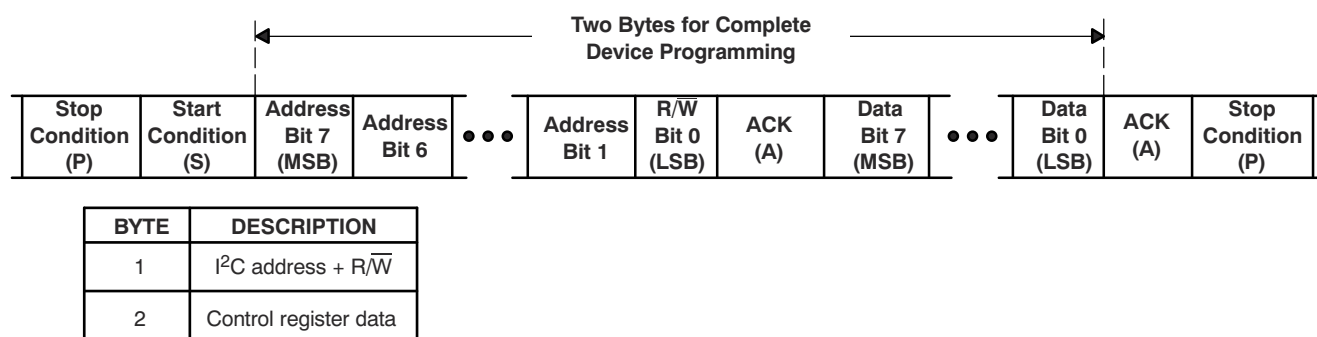 Two Bytes for Complete
Device Programming
Stop
Condition
(P)
Start
Condition
(S)
Address
Bit 7
(MSB)
Address
Bit 6
•••
Address
Bit 1
R/W̅
Bit 0
(LSB)
ACK
(A)
Data
Bit 7
(MSB)
•••
Data
Bit 0
(LSB)
ACK
(A)
Stop
Condition
(P)
BYTE DESCRIPTION
1 I²C address + R/W̅
2 Control register data